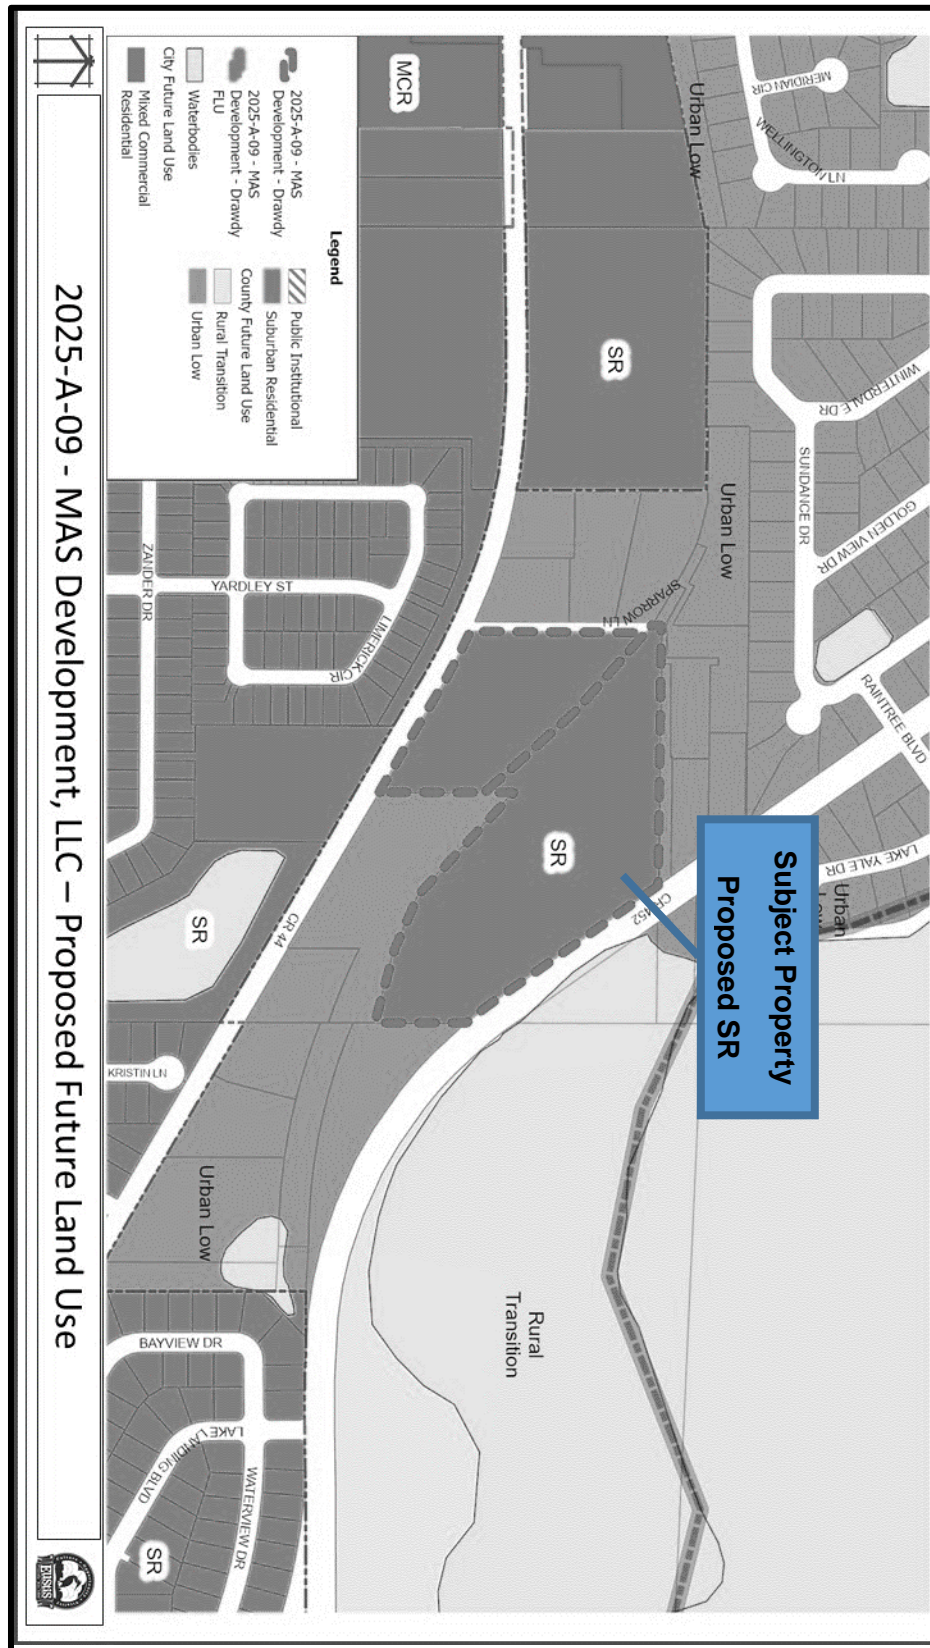 MERIDIAN CIR
WELLINGTON LN
Urban Low
MCR
SR
WINTERDALE DR
SUNDANCE DR
GOLDEN VIEW DR
Urban Low
SPARROW LN
RAINTREE BLVD
LAKE YALE DR
Urban
CR 452
Subject Property
Proposed SR
SR
YARDLEY ST
ZANDER DR
LIMERICK CIR
CR 44
SR
KRISTIN LN
Urban Low
Rural
Transition
BAYVIEW DR
LAKE LANDING BLVD
WATERVIEW DR
SR
Legend
2025-A-09 - MAS
Development - Drawdy
2025-A-09 - MAS
Development - Drawdy
FLU
Waterbodies
City Future Land Use
Mixed Commercial
Residential
Public Institutional
Suburban Residential
County Future Land Use
Rural Transition
Urban Low
2025-A-09 - MAS Development, LLC – Proposed Future Land Use
EUSTIS